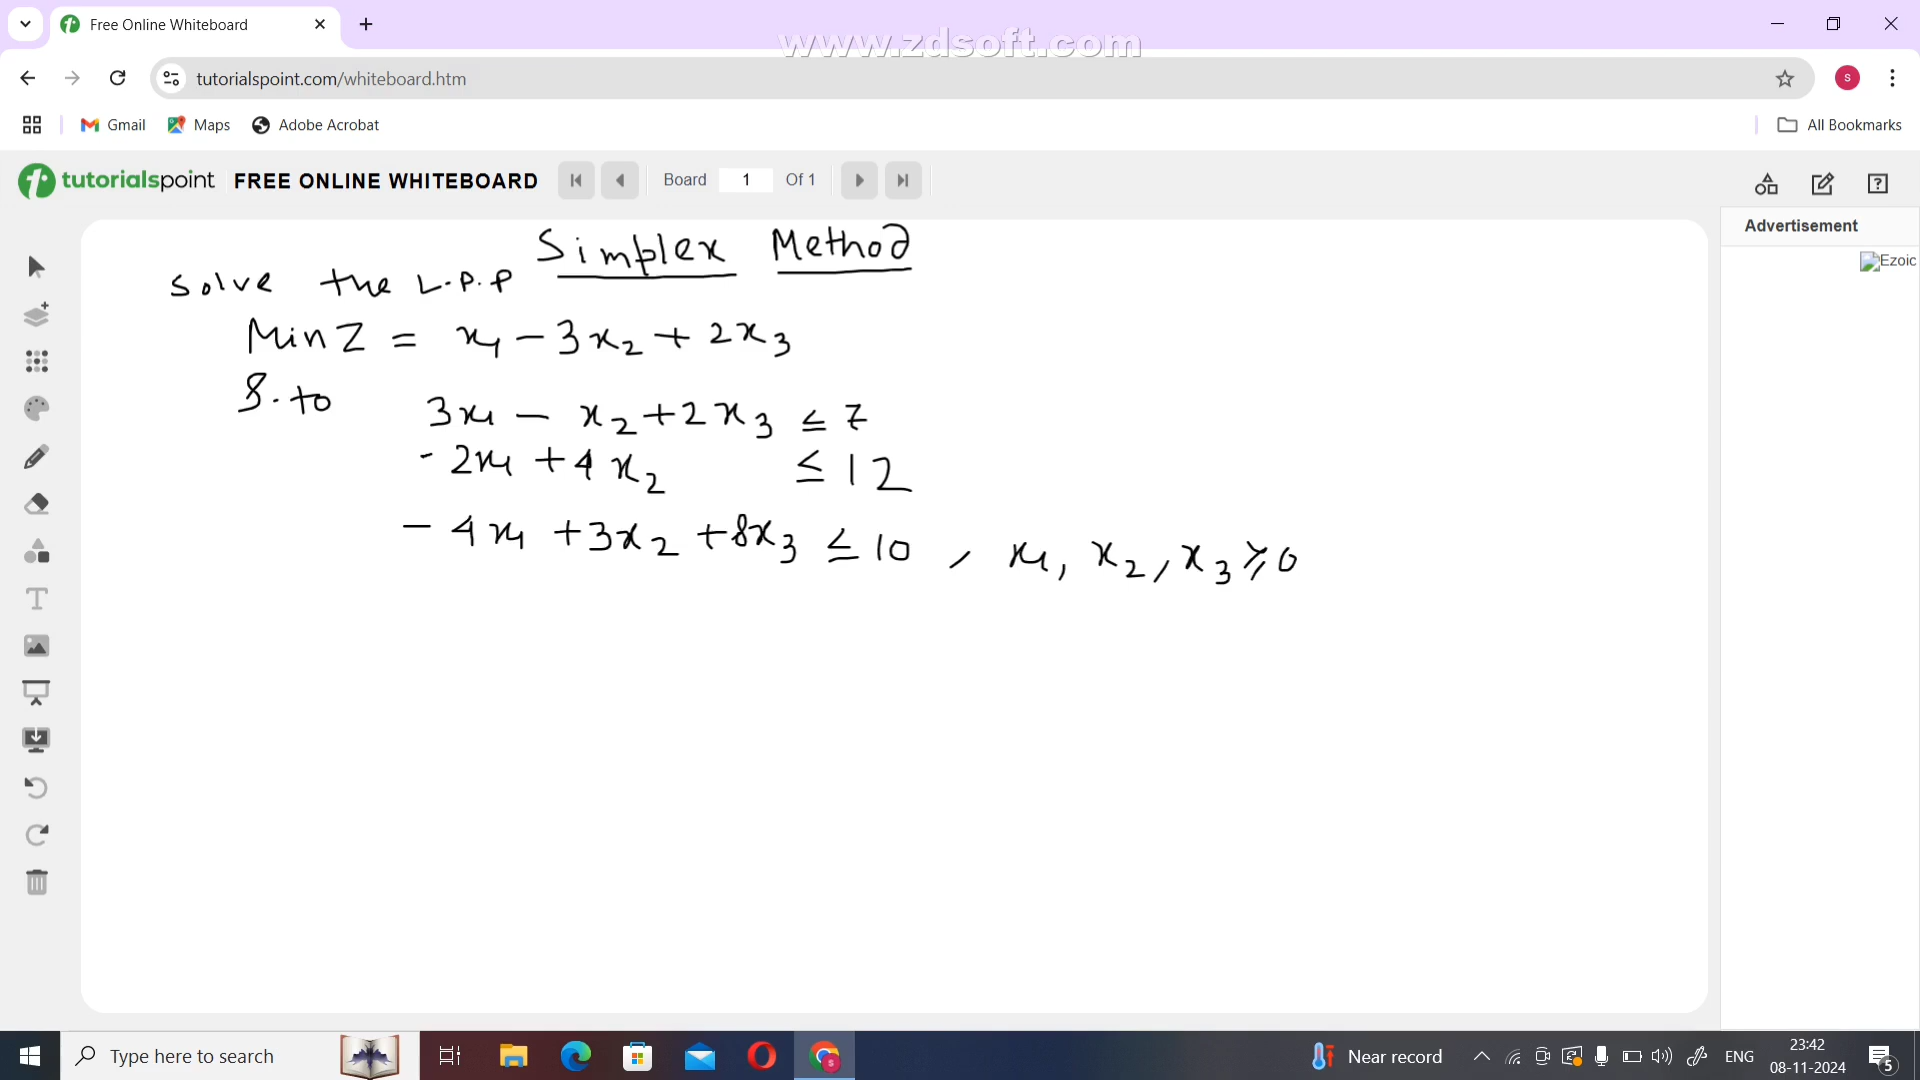 Free Online Whiteboard
www.zdsoft.com
tutorialspoint.com/whiteboard.htm
Gmail Maps Adobe Acrobat All Bookmarks
tutorialspoint FREE ONLINE WHITEBOARD Board 1 Of 1
Advertisement
Ezoic
Simplex Method
Solve the L.P.P
Min Z = x1 - 3x2 + 2x3
S.to
3x1 - x2 + 2x3 ≤ 7
-2x1 + 4x2 ≤ 12
-4x1 + 3x2 + 8x3 ≤ 10 , x1, x2, x3 ≥ 0
Type here to search
Near record
ENG
23:42
08-11-2024
5